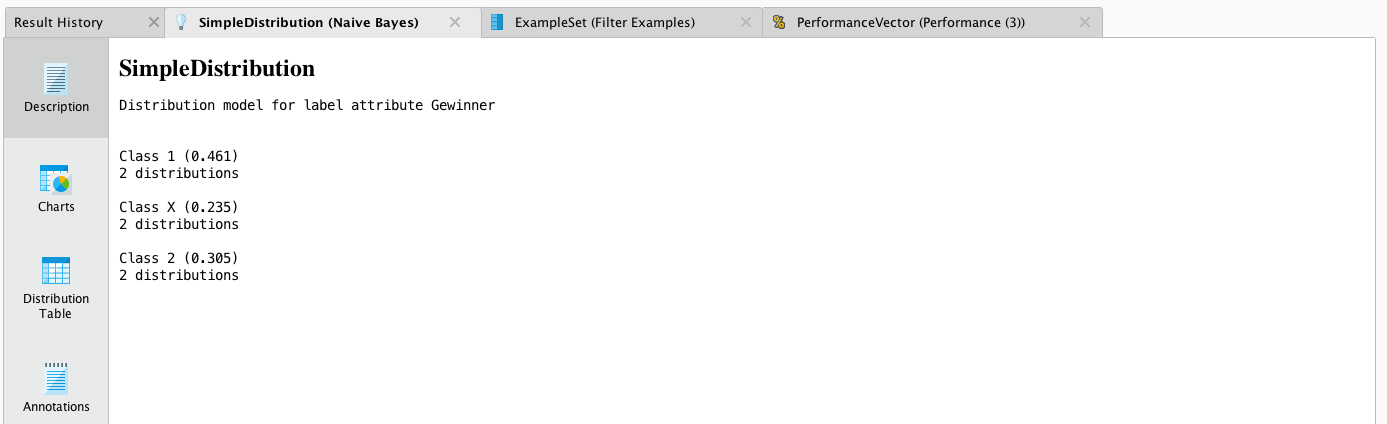 Result History
SimpleDistribution (Naive Bayes)
ExampleSet (Filter Examples)
PerformanceVector (Performance (3))
Description
Charts
Distribution
Table
Annotations
SimpleDistribution
Distribution model for label attribute Gewinner
Class 1 (0.461)
2 distributions
Class X (0.235)
2 distributions
Class 2 (0.305)
2 distributions